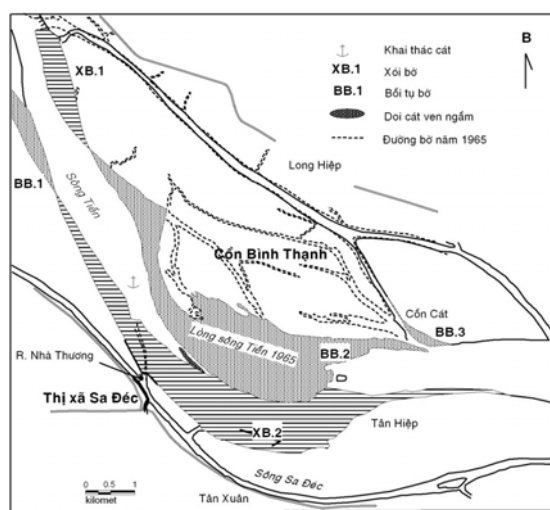 XB.1
Khai thác cát
XB.1
Xói bờ
BB.1
Bồi tụ bờ
Doi cát ven ngầm
Đường bờ năm 1965
B
Long Hiệp
BB.1
Sông Tiền
Cồn Bình Thạnh
Cồn Cát
BB.3
Lòng sông Tiền 1965
BB.2
R. Nhà Thương
Thị xã Sa Đéc
XB.2
Tân Hiệp
Sông Sa Đéc
Tân Xuân
1 0 1
kilomet